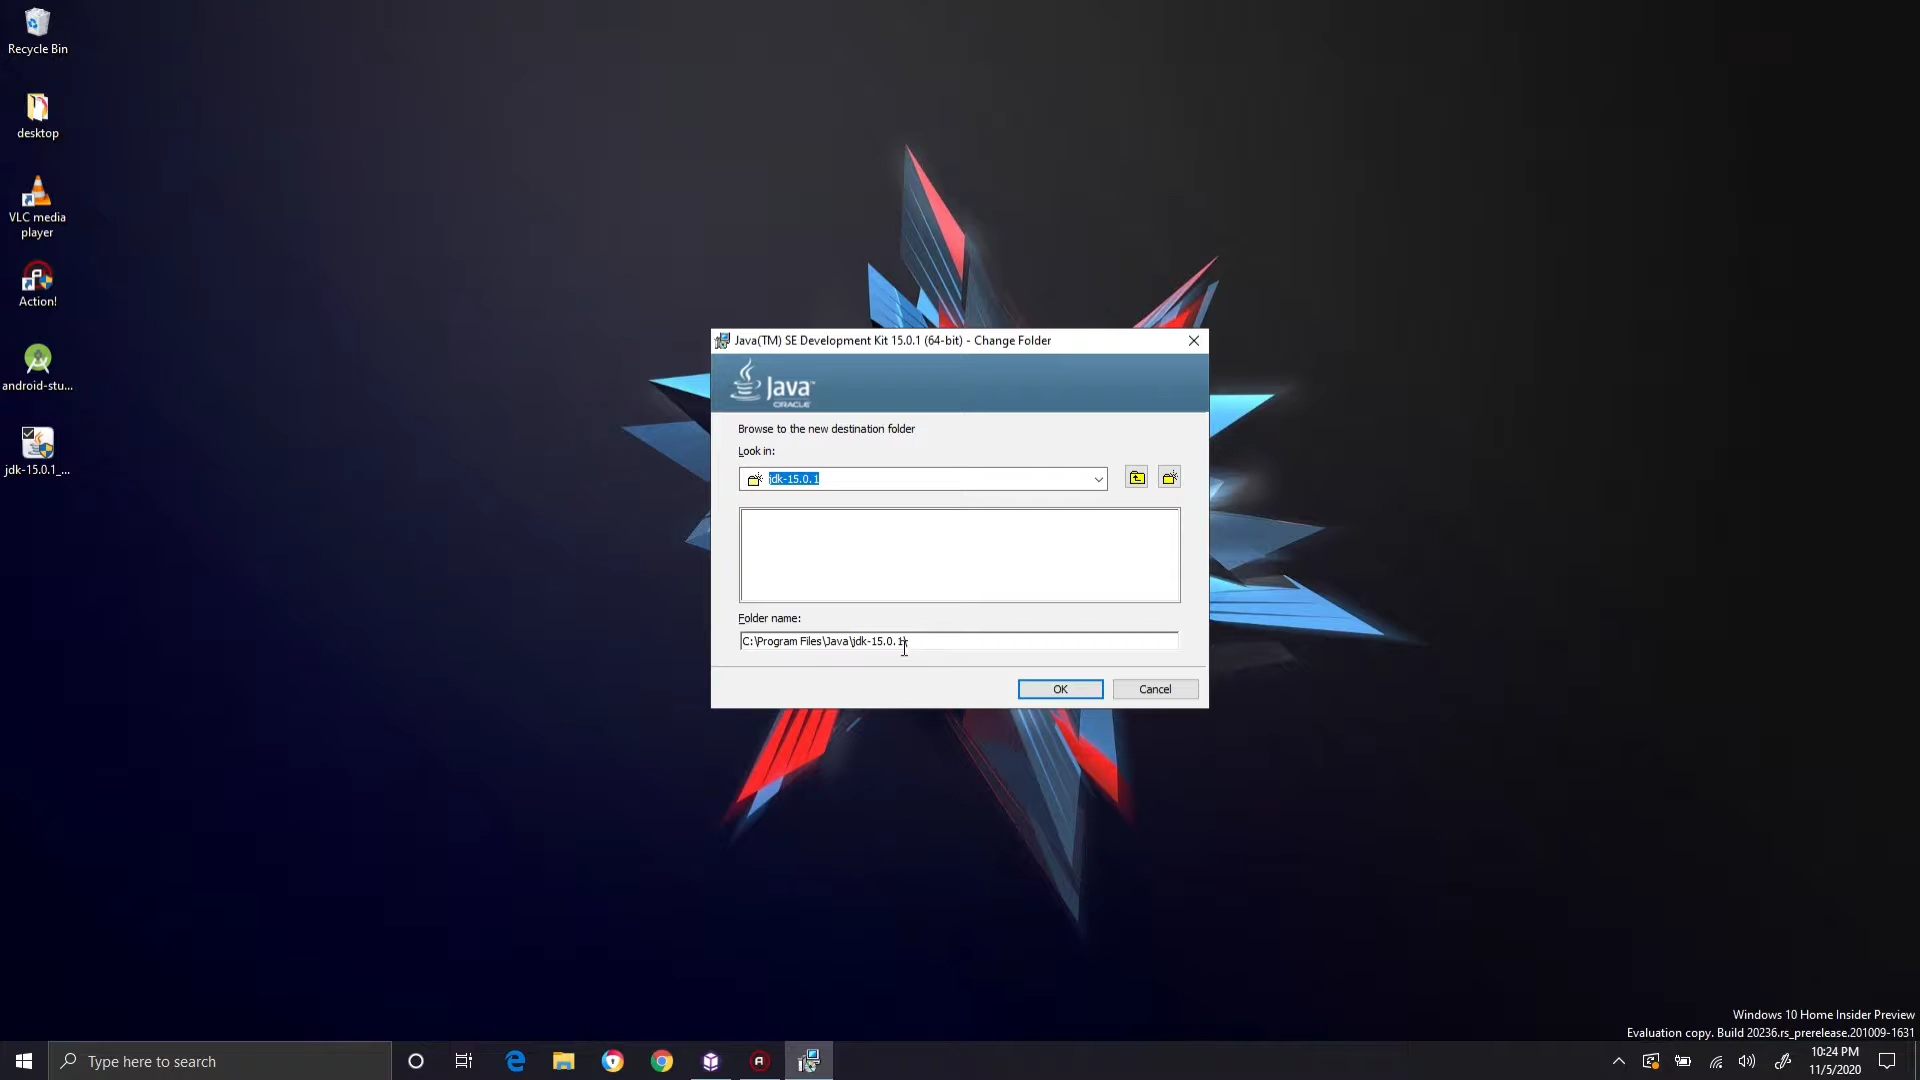 Recycle Bin
desktop
VLC media
player
Action!
android-stu...
jdk-15.0.1_...
Java(TM) SE Development Kit 15.0.1 (64-bit) - Change Folder
Java™
ORACLE
Browse to the new destination folder
Look in:
jdk-15.0.1
Folder name:
C:\Program Files\Java\jdk-15.0.1\
OK
Cancel
Windows 10 Home Insider Preview
Evaluation copy. Build 20236.rs_prerelease.201009-1631
Type here to search
10:24 PM
11/5/2020